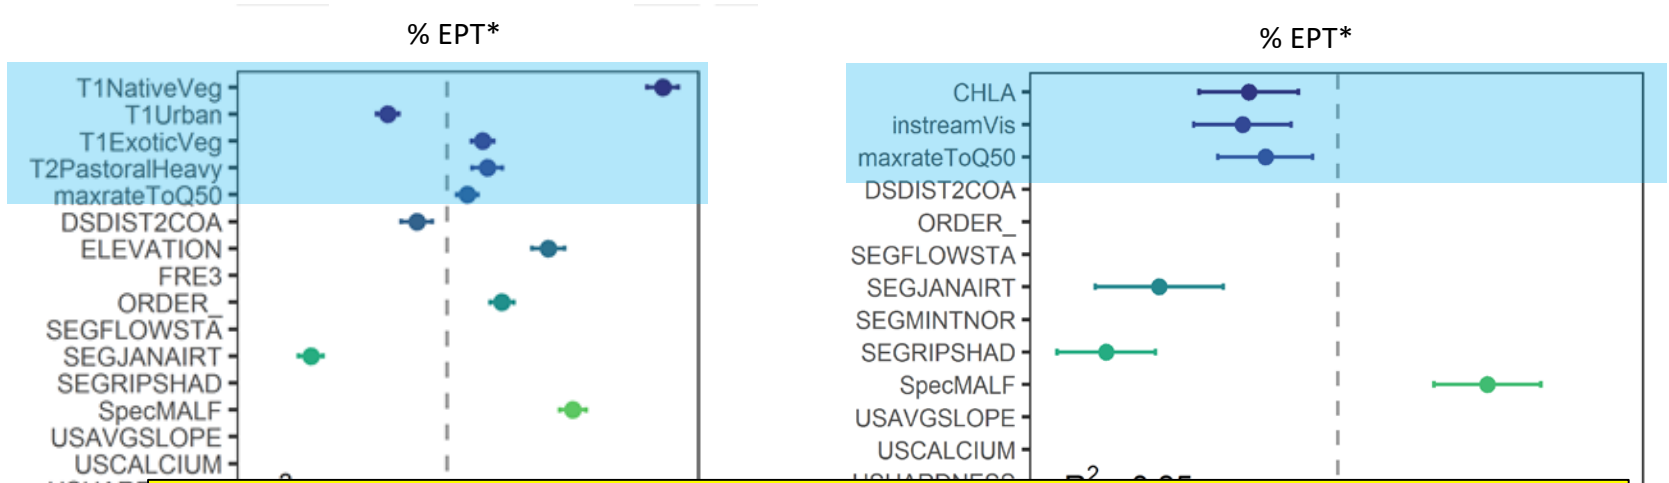 % EPT*
T1NativeVeg
T1Urban
T1ExoticVeg
T2PastoralHeavy
maxrateToQ50
DSDIST2COA
ELEVATION
FRE3
ORDER_
SEGFLOWSTA
SEGJANAIRT
SEGRIPSHAD
SpecMALF
USAVGSLOPE
USCALCIUM
% EPT*
CHLA
instreamVis
maxrateToQ50
DSDIST2COA
ORDER_
SEGFLOWSTA
SEGJANAIRT
SEGMINTNOR
SEGRIPSHAD
SpecMALF
USAVGSLOPE
USCALCIUM